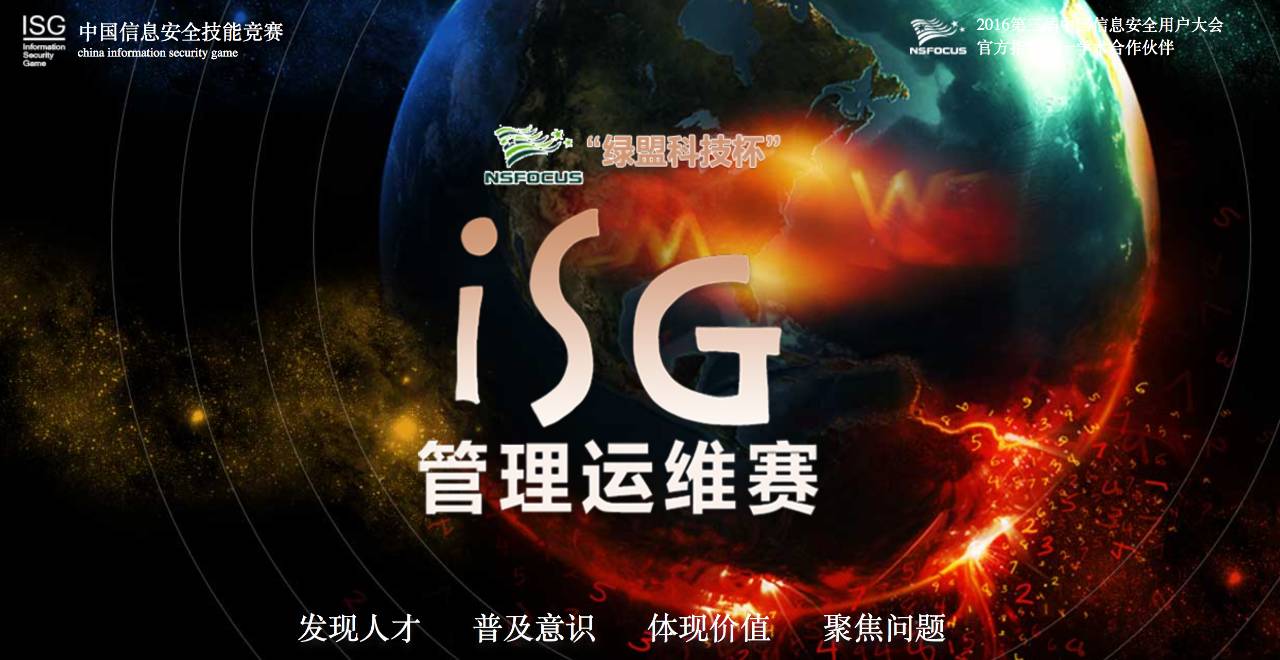 ISG
Information
Security
Game
中国信息安全技能竞赛
china information security game
NSFOCUS
2016第 信息安全用户大会
官方 合作伙伴
NSFOCUS
“绿盟科技杯”
iSG
管理运维赛
发现人才 普及意识 体现价值 聚焦问题